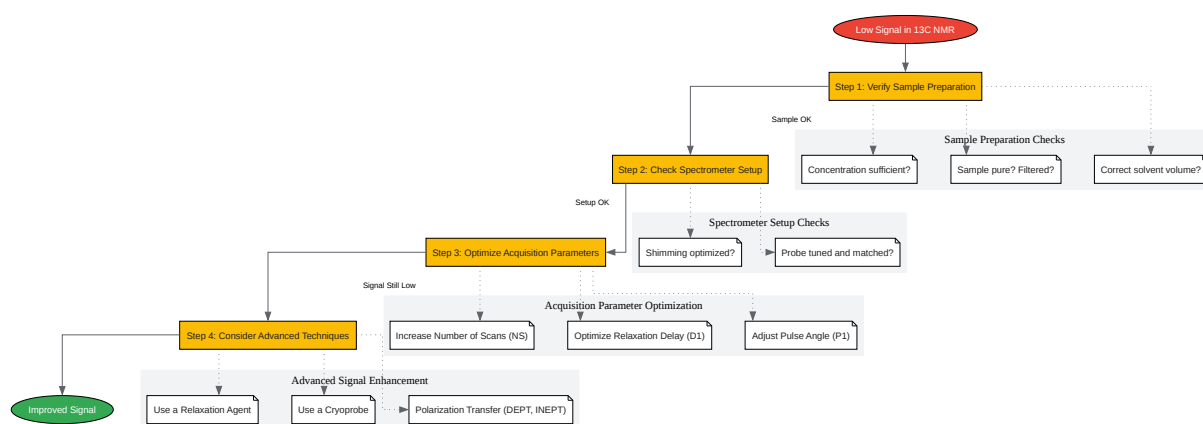 Low Signal in 13C NMR
Step 1: Verify Sample Preparation
Sample OK
Sample Preparation Checks
Concentration sufficient?
Sample pure? Filtered?
Correct solvent volume?
Step 2: Check Spectrometer Setup
Setup OK
Spectrometer Setup Checks
Shimming optimized?
Probe tuned and matched?
Step 3: Optimize Acquisition Parameters
Signal Still Low
Acquisition Parameter Optimization
Increase Number of Scans (NS)
Optimize Relaxation Delay (D1)
Adjust Pulse Angle (P1)
Step 4: Consider Advanced Techniques
Advanced Signal Enhancement
Use a Relaxation Agent
Use a Cryoprobe
Polarization Transfer (DEPT, INEPT)
Improved Signal